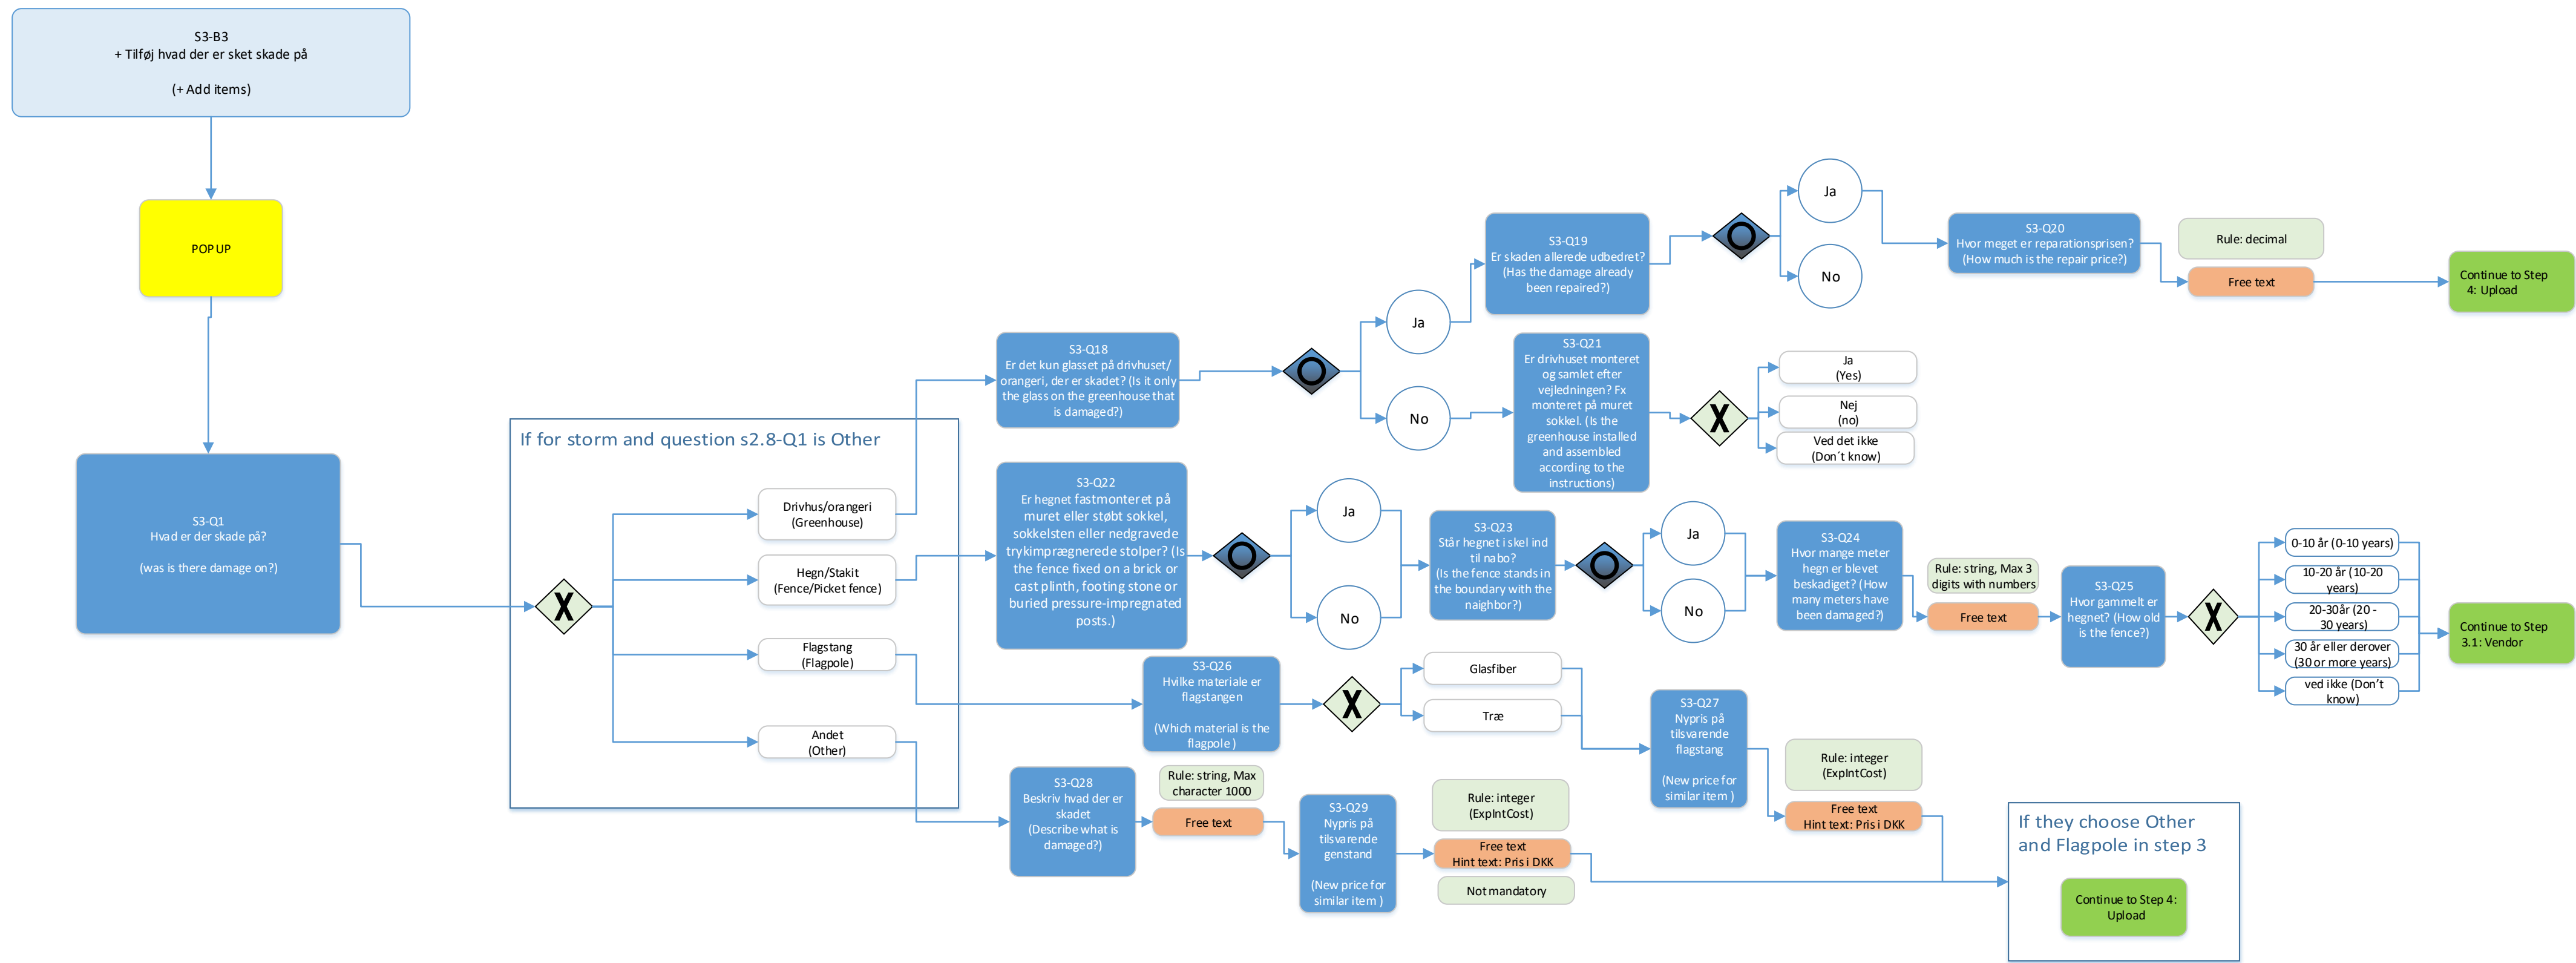 S3-B3
+ Tilføj hvad der er sket skade på
(+ Add items)
POP UP
S3-Q1
Hvad er der skade på?
(was is there damage on?)
If for storm and question s2.8-Q1 is Other
X
Drivhus/orangeri
(Greenhouse)
Hegn/Stakit
(Fence/Picket fence)
Flagstang
(Flagpole)
Andet
(Other)
S3-Q18
Er det kun glasset på drivhuset/
orangeri, der er skadet? (Is it only
the glass on the greenhouse that
is damaged?)
Ja
No
S3-Q19
Er skaden allerede udbedret?
(Has the damage already
been repaired?)
Ja
No
S3-Q20
Hvor meget er reparationsprisen?
(How much is the repair price?)
Rule: decimal
Free text
Continue to Step
4: Upload
S3-Q21
Er drivhuset monteret
og samlet efter
vejledningen? Fx
monteret på muret
sokkel. (Is the
greenhouse installed
and assembled
according to the
instructions)
X
Ja
(Yes)
Nej
(no)
Ved det ikke
(Don´t know)
S3-Q22
Er hegnet fastmonteret på
muret eller støbt sokkel,
sokkelsten eller nedgravede
trykimprægnerede stolper? (Is
the fence fixed on a brick or
cast plinth, footing stone or
buried pressure-impregnated
posts.)
Ja
No
S3-Q23
Står hegnet i skel ind
til nabo?
(Is the fence stands in
the boundary with the
naighbor?)
Ja
No
S3-Q24
Hvor mange meter
hegn er blevet
beskadiget? (How
many meters have
been damaged?)
Rule: string, Max 3
digits with numbers
Free text
S3-Q25
Hvor gammelt er
hegnet? (How old
is the fence?)
X
0-10 år (0-10 years)
10-20 år (10-20
years)
20-30år (20 -
30 years)
30 år eller derover
(30 or more years)
ved ikke (Don’t
know)
Continue to Step
3.1: Vendor
S3-Q26
Hvilke materiale er
flagstangen
(Which material is the
flagpole )
X
Glasfiber
Træ
S3-Q27
Nypris på
tilsvarende
flagstang
(New price for
similar item )
Rule: integer
(ExpIntCost)
Free text
Hint text: Pris i DKK
S3-Q28
Beskriv hvad der er
skadet
(Describe what is
damaged?)
Rule: string, Max
character 1000
Free text
S3-Q29
Nypris på
tilsvarende
genstand
(New price for
similar item )
Rule: integer
(ExpIntCost)
Free text
Hint text: Pris i DKK
Not mandatory
If they choose Other
and Flagpole in step 3
Continue to Step 4:
Upload